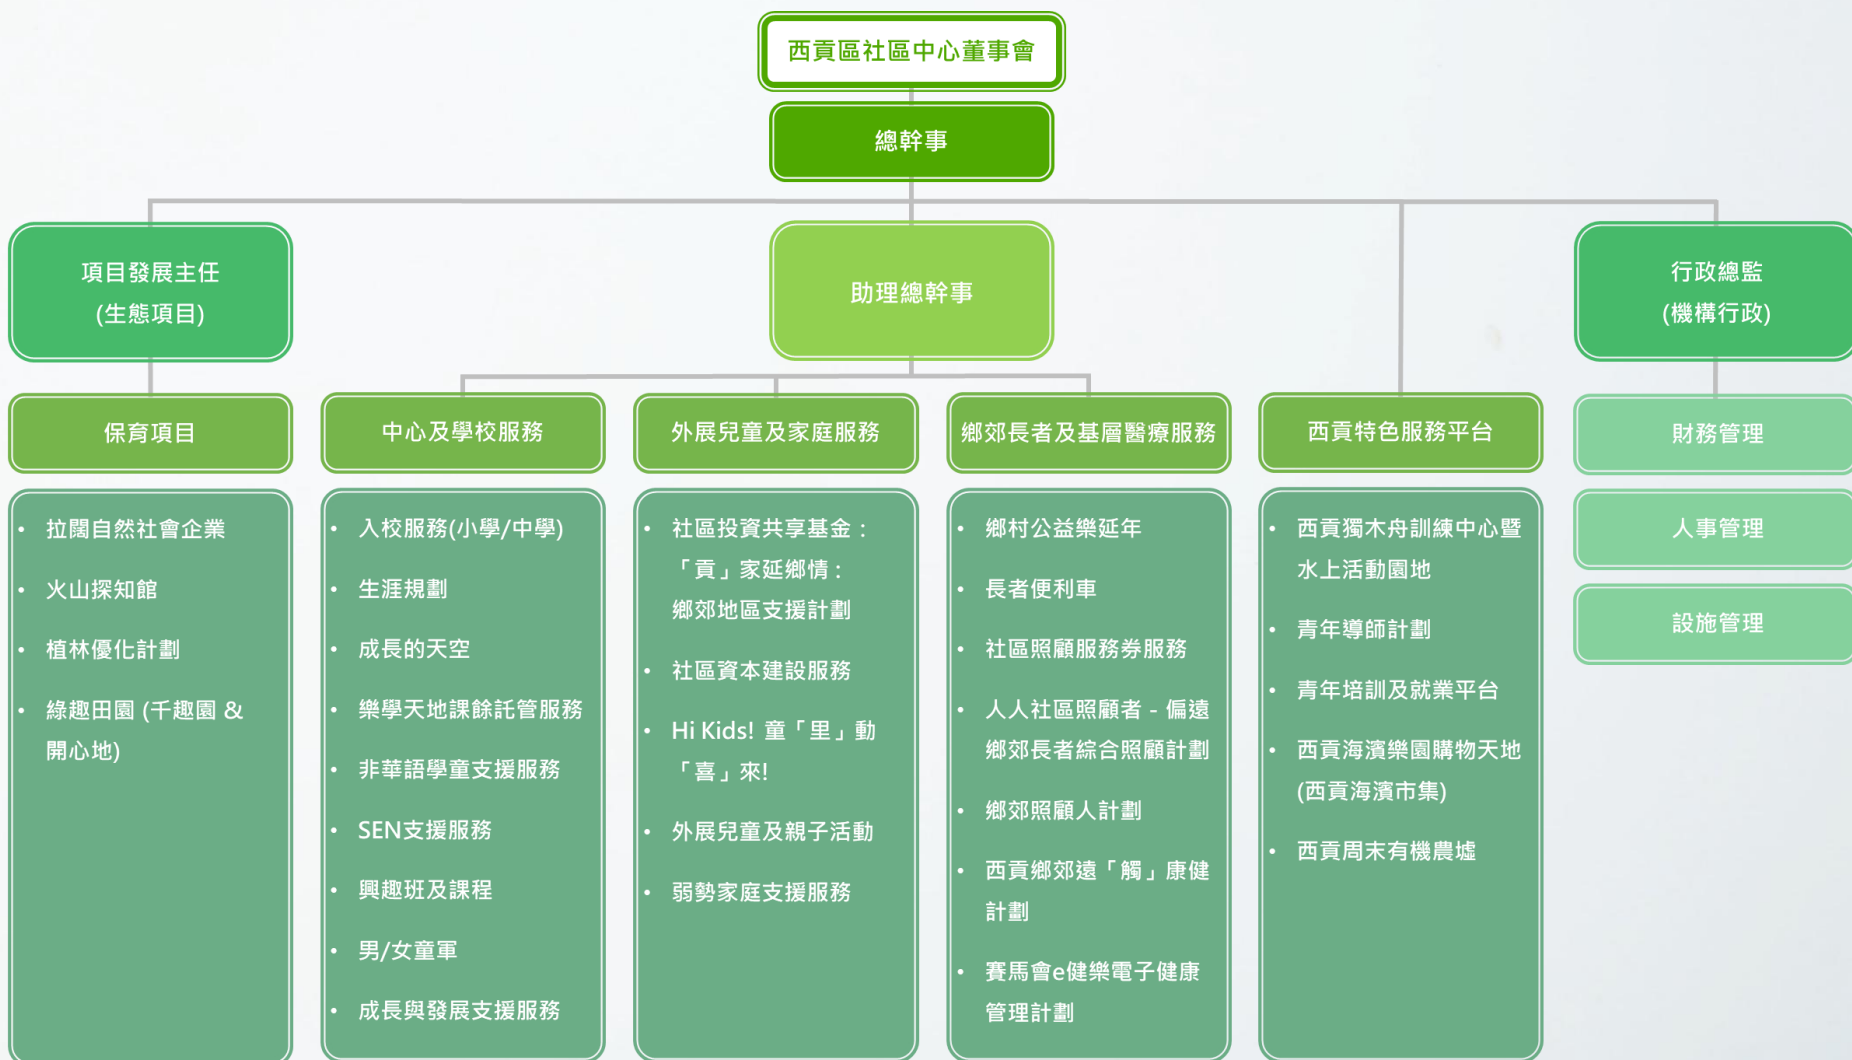 西貢區社區中心董事會
總幹事
項目發展主任
(生態項目)
助理總幹事
行政總監
(機構行政)
保育項目
中心及學校服務
外展兒童及家庭服務
鄉郊長者及基層醫療服務
西貢特色服務平台
財務管理
人事管理
設施管理
• 拉闊自然社會企業
• 火山探知館
• 植林優化計劃
• 綠趣田園 (千趣園 &
開心地)
• 入校服務(小學/中學)
• 生涯規劃
• 成長的天空
• 樂學天地課餘託管服務
• 非華語學童支援服務
• SEN支援服務
• 興趣班及課程
• 男/女童軍
• 成長與發展支援服務
• 社區投資共享基金：
「貢」家延鄉情：
鄉郊地區支援計劃
• 社區資本建設服務
• Hi Kids! 童「里」動
「喜」來!
• 外展兒童及親子活動
• 弱勢家庭支援服務
• 鄉村公益樂延年
• 長者便利車
• 社區照顧服務券服務
• 人人社區照顧者 - 偏遠
鄉郊長者綜合照顧計劃
• 鄉郊照顧人計劃
• 西貢鄉郊遠「觸」康健
計劃
• 賽馬會e健樂電子健康
管理計劃
• 西貢獨木舟訓練中心暨
水上活動園地
• 青年導師計劃
• 青年培訓及就業平台
• 西貢海濱樂園購物天地
(西貢海濱市集)
• 西貢周末有機農墟